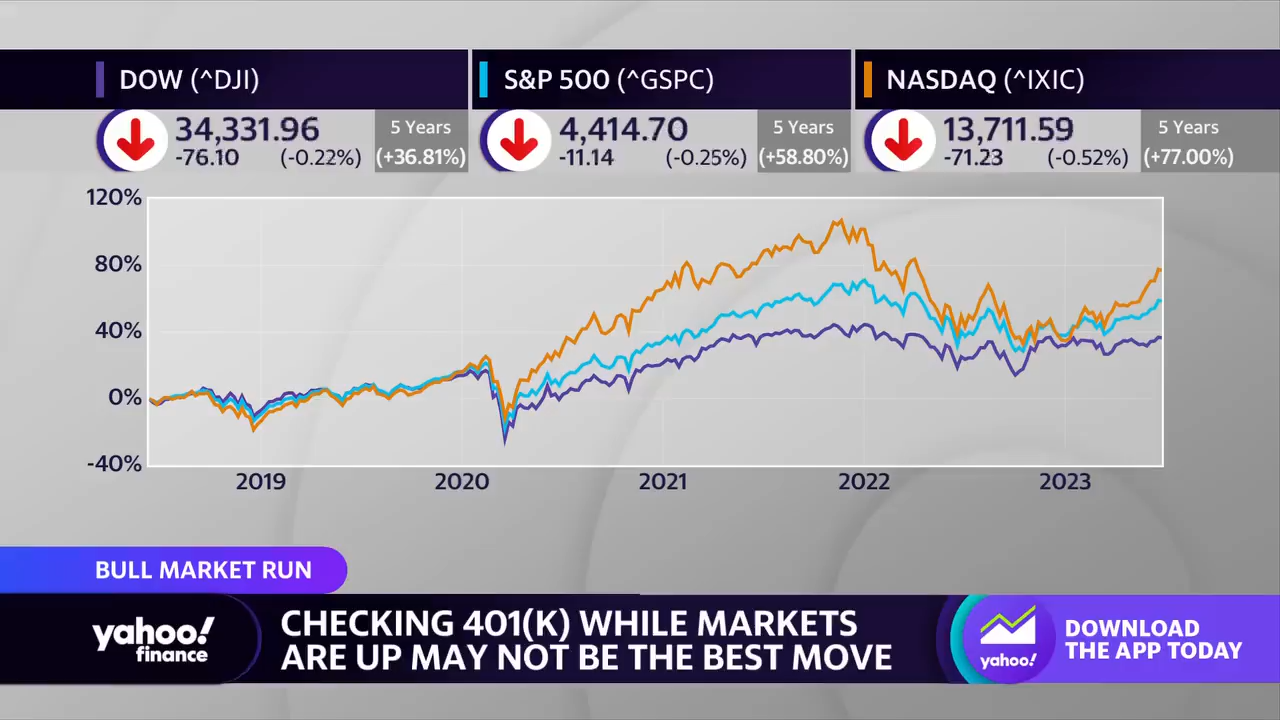 DOW (^DJI)
34,331.96
-76.10 (-0.22%)
5 Years
(+36.81%)
S&P 500 (^GSPC)
4,414.70
-11.14 (-0.25%)
5 Years
(+58.80%)
NASDAQ (^IXIC)
13,711.59
-71.23 (-0.52%)
5 Years
(+77.00%)
120%
80%
40%
0%
-40%
2019 2020 2021 2022 2023
BULL MARKET RUN
yahoo!
finance
CHECKING 401(K) WHILE MARKETS
ARE UP MAY NOT BE THE BEST MOVE
yahoo!
DOWNLOAD
THE APP TODAY